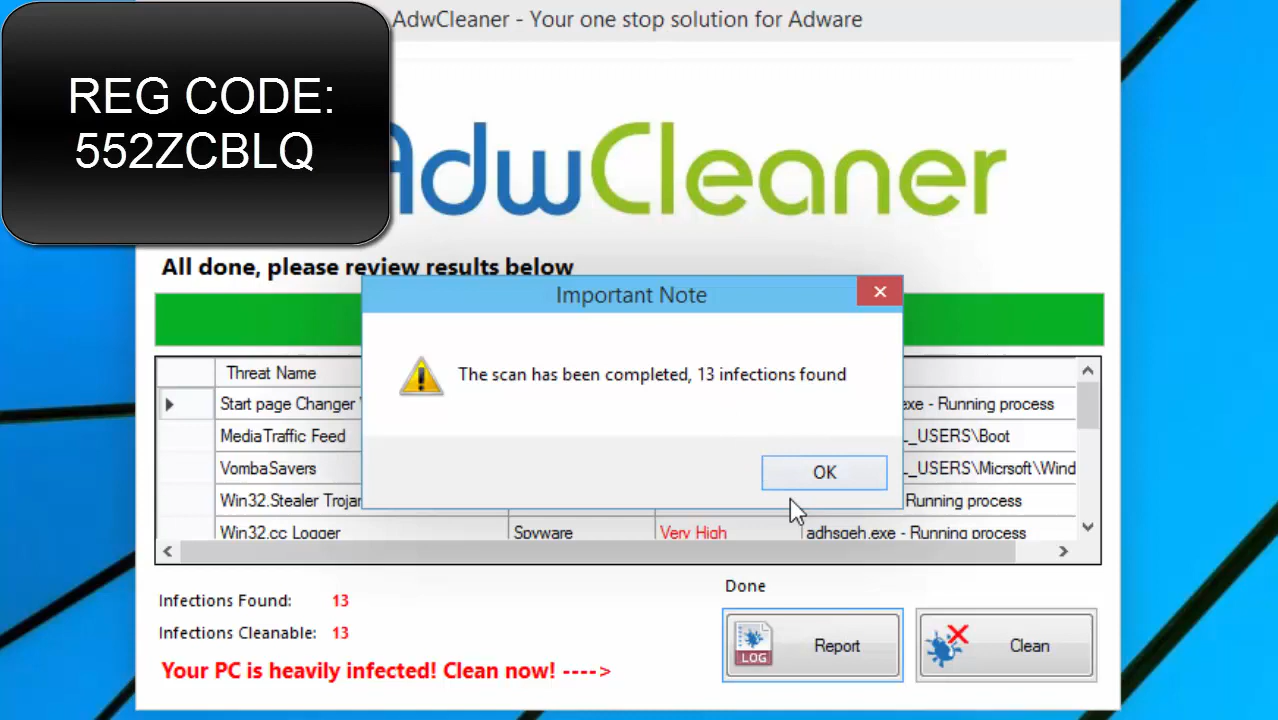 AdwCleaner - Your one stop solution for Adware
REG CODE:
552ZCBLQ
AdwCleaner
All done, please review results below
Important Note
The scan has been completed, 13 infections found
OK
Threat Name
Start page Changer exe - Running process
MediaTraffic Feed L_USERS\Boot
VombaSavers L_USERS\Micrsoft\Wind
Win32.Stealer Trojan Running process
Win32.cc Logger Spyware Very High adhsgeh.exe - Running process
Infections Found: 13
Infections Cleanable: 13
Your PC is heavily infected! Clean now! ---->
Done
LOG
Report
Clean